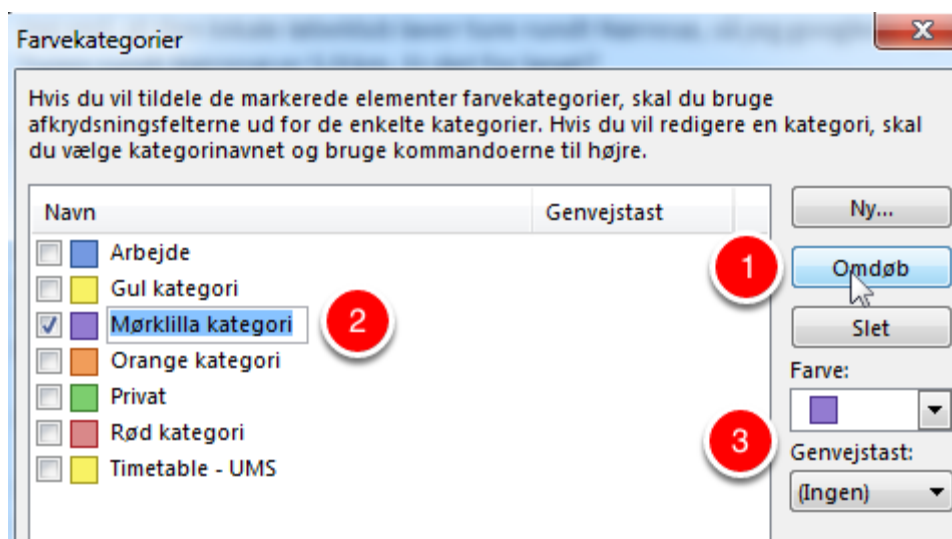 Farvekategorier
Hvis du vil tildele de markerede elementer farvekategorier, skal du bruge
afkrydsningsfelterne ud for de enkelte kategorier. Hvis du vil redigere en kategori, skal
du vælge kategorinavnet og bruge kommandoerne til højre.
Navn
Genvejstast
Arbejde
Gul kategori
Mørklilla kategori
Orange kategori
Privat
Rød kategori
Timetable - UMS
2
Ny...
1
Omdøb
Slet
Farve:
3
Genvejstast:
(Ingen)